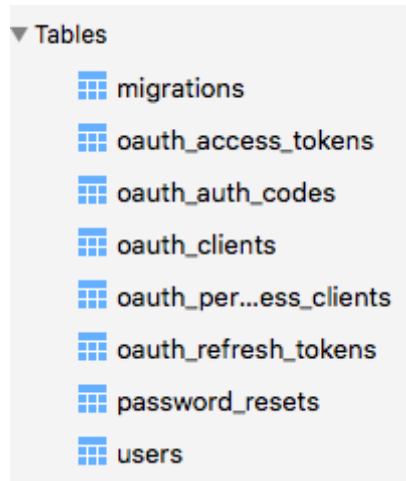 Tables
migrations
oauth_access_tokens
oauth_auth_codes
oauth_clients
oauth_per...ess_clients
oauth_refresh_tokens
password_resets
users